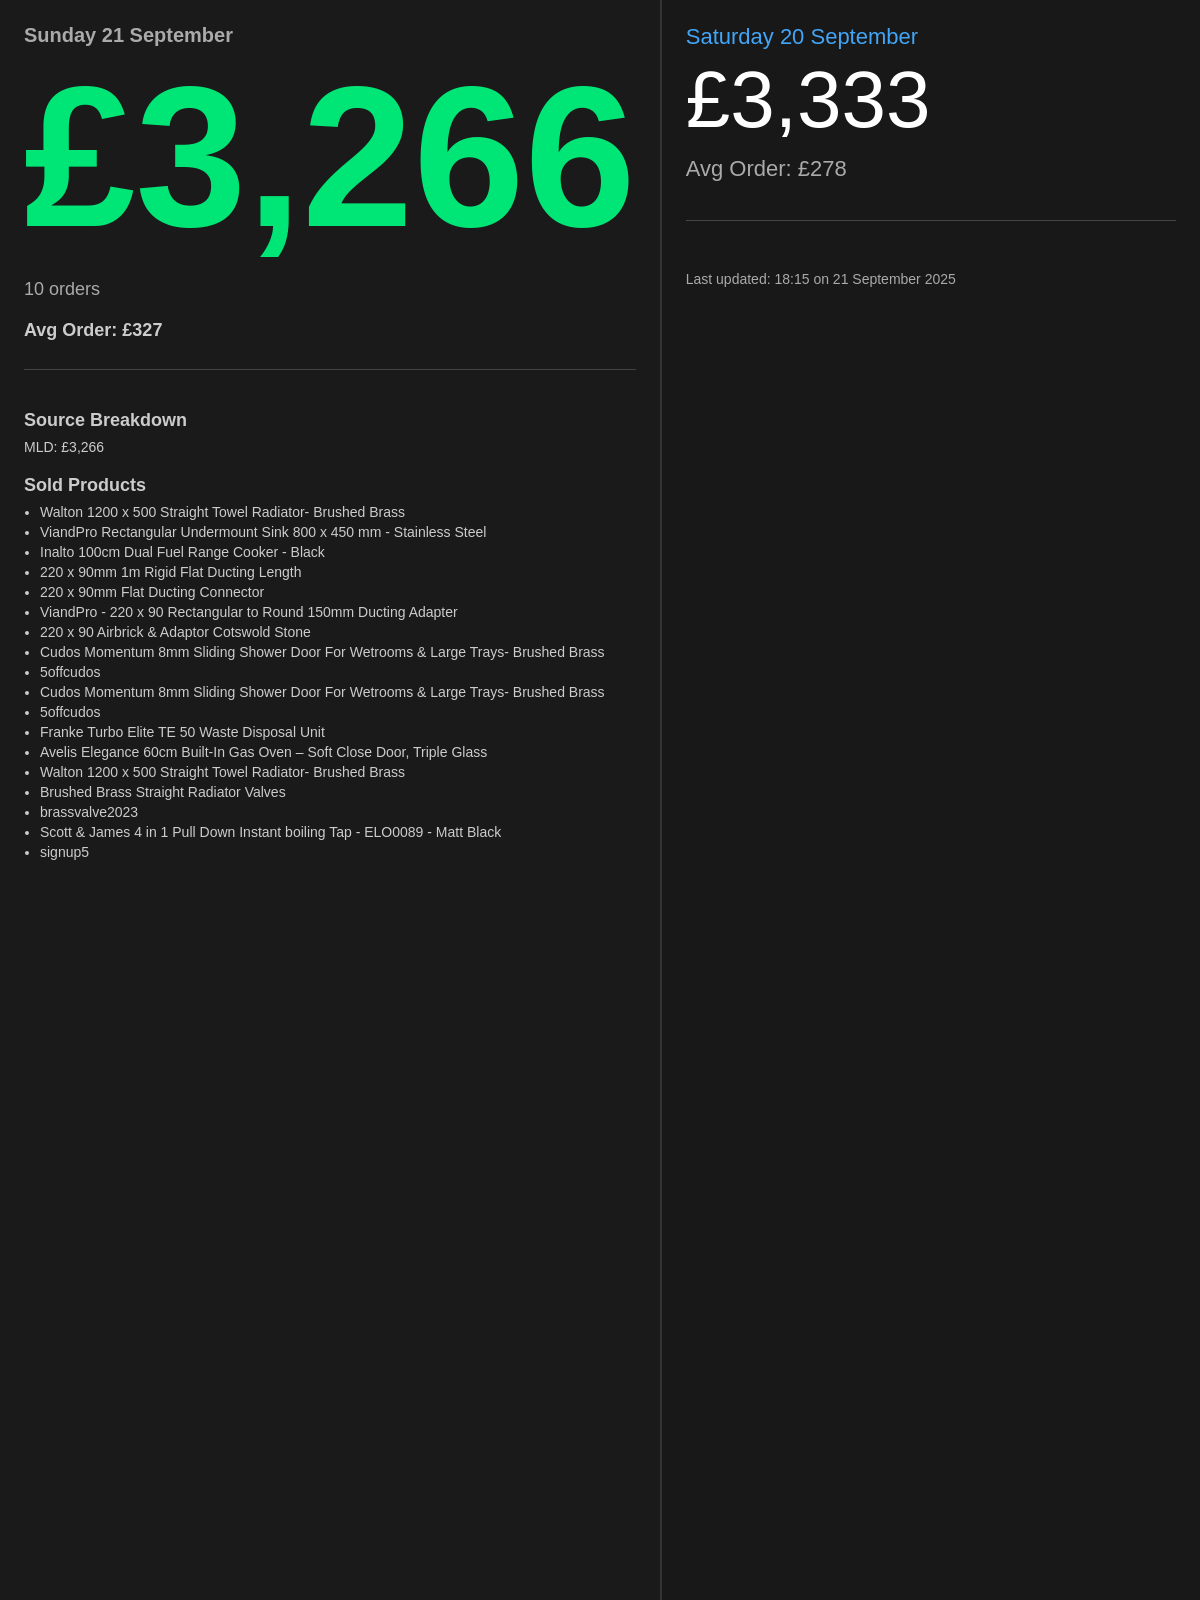 Sunday 21 September
£3,266
10 orders
Avg Order: £327
Source Breakdown
MLD: £3,266
Sold Products
• Walton 1200 x 500 Straight Towel Radiator- Brushed Brass
• ViandPro Rectangular Undermount Sink 800 x 450 mm - Stainless Steel
• Inalto 100cm Dual Fuel Range Cooker - Black
• 220 x 90mm 1m Rigid Flat Ducting Length
• 220 x 90mm Flat Ducting Connector
• ViandPro - 220 x 90 Rectangular to Round 150mm Ducting Adapter
• 220 x 90 Airbrick & Adaptor Cotswold Stone
• Cudos Momentum 8mm Sliding Shower Door For Wetrooms & Large Trays- Brushed Brass
• 5offcudos
• Cudos Momentum 8mm Sliding Shower Door For Wetrooms & Large Trays- Brushed Brass
• 5offcudos
• Franke Turbo Elite TE 50 Waste Disposal Unit
• Avelis Elegance 60cm Built-In Gas Oven – Soft Close Door, Triple Glass
• Walton 1200 x 500 Straight Towel Radiator- Brushed Brass
• Brushed Brass Straight Radiator Valves
• brassvalve2023
• Scott & James 4 in 1 Pull Down Instant boiling Tap - ELO0089 - Matt Black
• signup5
Saturday 20 September
£3,333
Avg Order: £278
Last updated: 18:15 on 21 September 2025